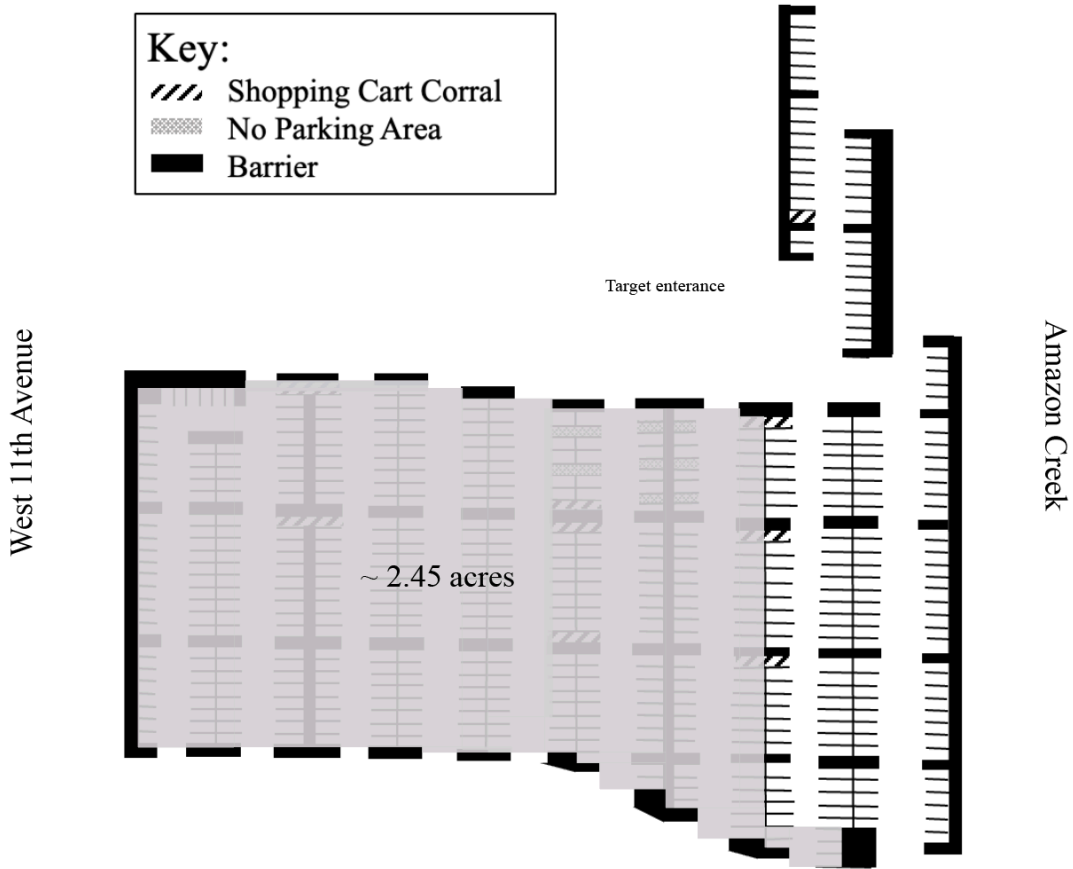 Key:
Shopping Cart Corral
No Parking Area
Barrier
Target enterance
West 11th Avenue
Amazon Creek
~ 2.45 acres